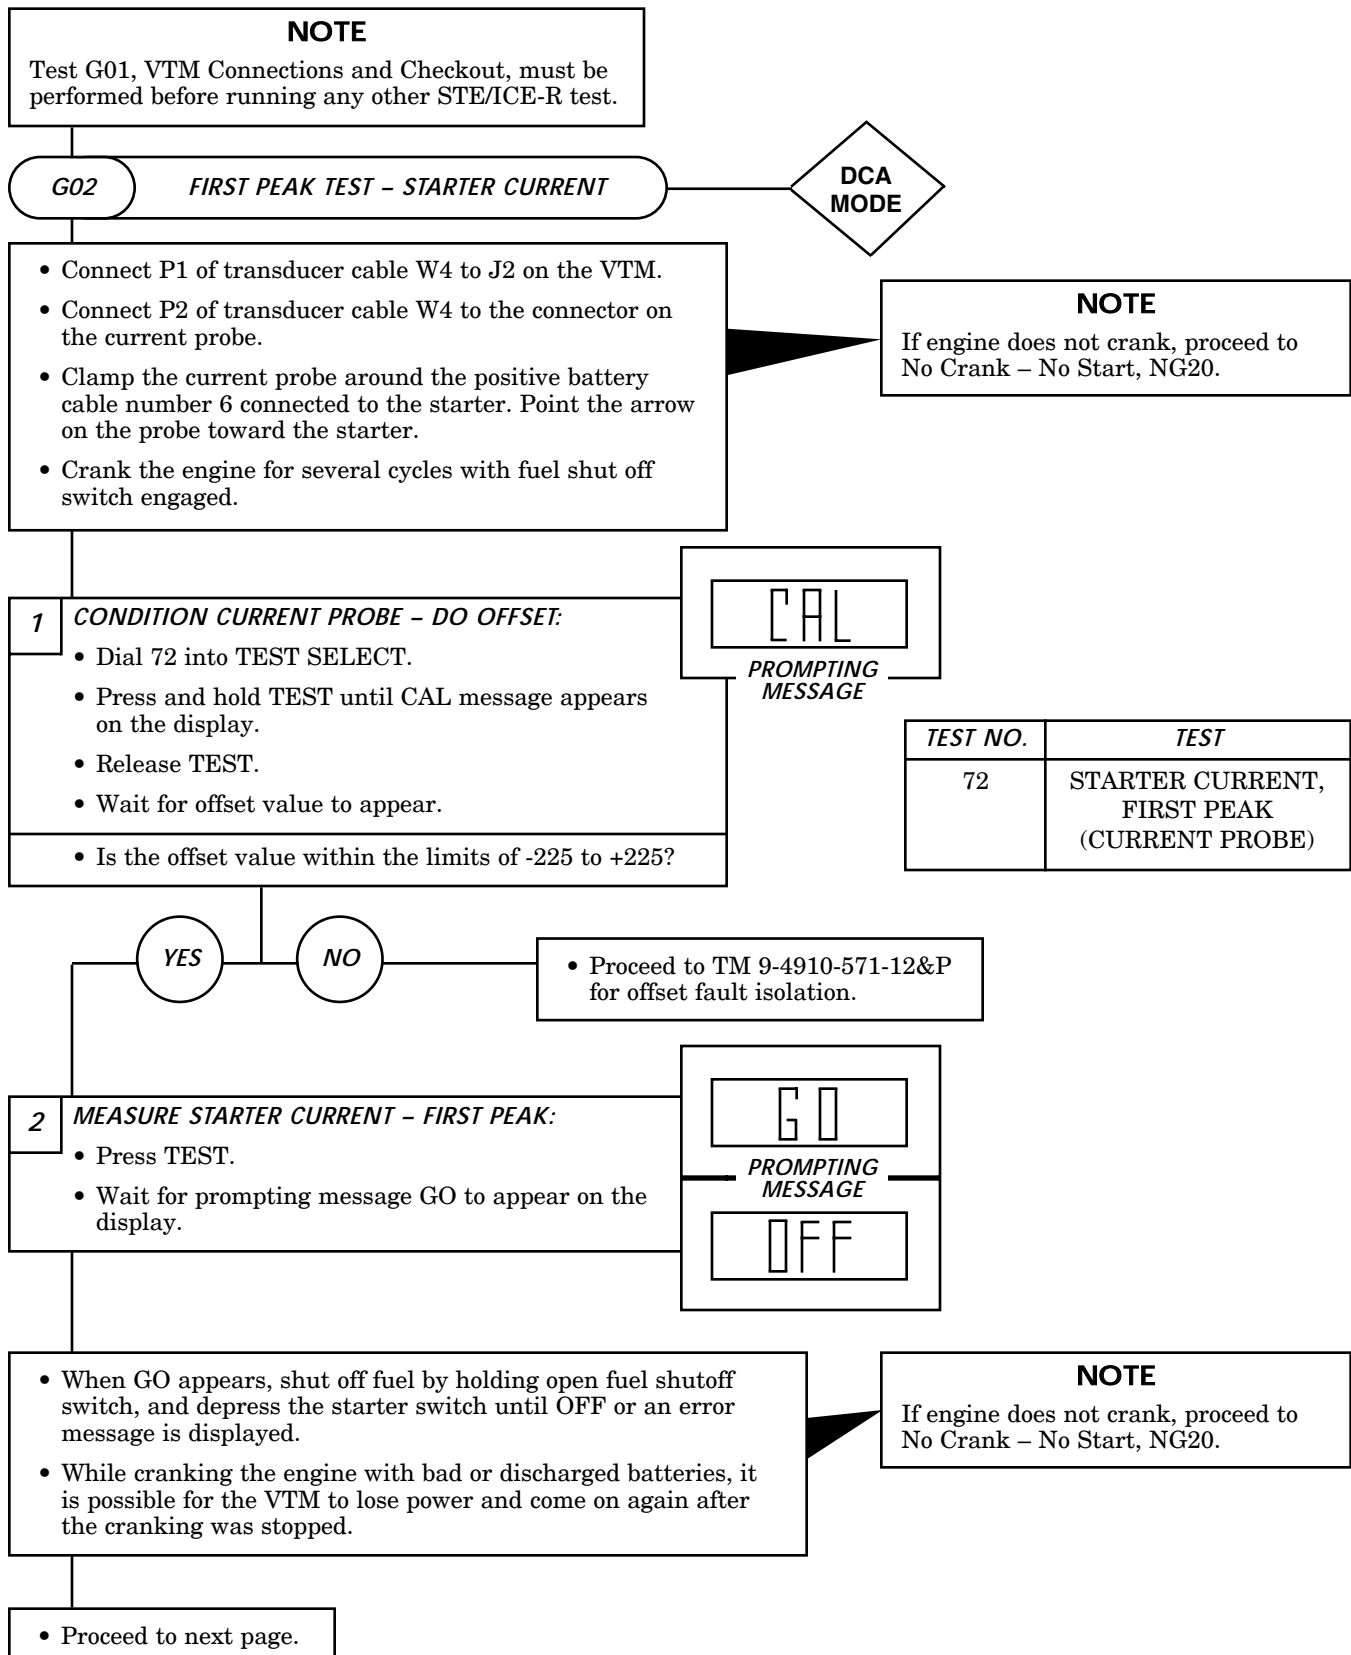 NOTE
Test G01, VTM Connections and Checkout, must be
performed before running any other STE/ICE-R test.
G02
FIRST PEAK TEST – STARTER CURRENT
DCA
MODE
• Connect P1 of transducer cable W4 to J2 on the VTM.
• Connect P2 of transducer cable W4 to the connector on
the current probe.
• Clamp the current probe around the positive battery
cable number 6 connected to the starter. Point the arrow
on the probe toward the starter.
• Crank the engine for several cycles with fuel shut off
switch engaged.
NOTE
If engine does not crank, proceed to
No Crank – No Start, NG20.
1
CONDITION CURRENT PROBE – DO OFFSET:
• Dial 72 into TEST SELECT.
• Press and hold TEST until CAL message appears
on the display.
• Release TEST.
• Wait for offset value to appear.
• Is the offset value within the limits of -225 to +225?
CAL
PROMPTING
MESSAGE
TEST NO.
TEST
72
STARTER CURRENT,
FIRST PEAK
(CURRENT PROBE)
YES
NO
• Proceed to TM 9-4910-571-12&P
for offset fault isolation.
2
MEASURE STARTER CURRENT – FIRST PEAK:
• Press TEST.
• Wait for prompting message GO to appear on the
display.
GO
PROMPTING
MESSAGE
OFF
• When GO appears, shut off fuel by holding open fuel shutoff
switch, and depress the starter switch until OFF or an error
message is displayed.
• While cranking the engine with bad or discharged batteries, it
is possible for the VTM to lose power and come on again after
the cranking was stopped.
NOTE
If engine does not crank, proceed to
No Crank – No Start, NG20.
• Proceed to next page.